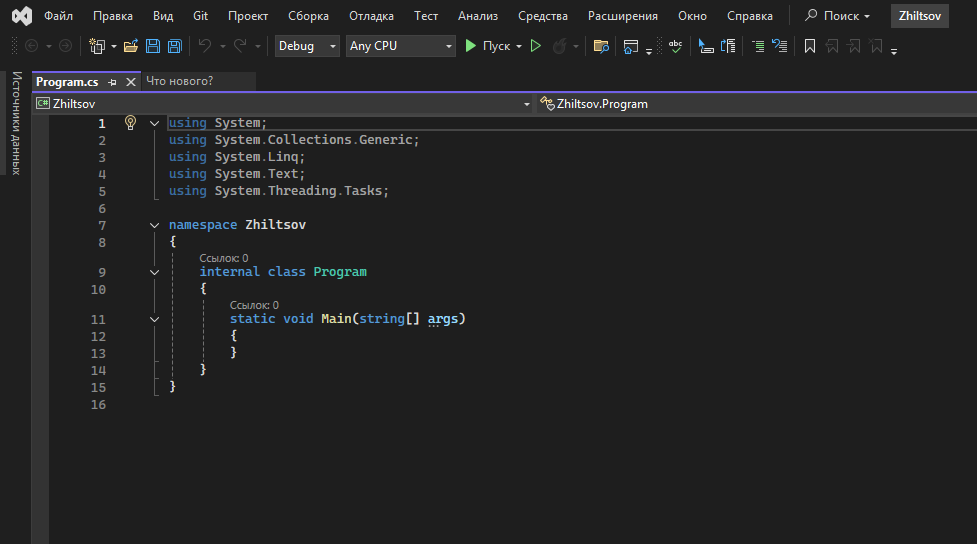 Файл Правка Вид Git Проект Сборка Отладка Тест Анализ Средства Расширения Окно Справка Поиск Zhiltsov
Debug Any CPU Пуск abc
Источники данных
Program.cs Что нового?
C# Zhiltsov Zhiltsov.Program
1 using System;
2 using System.Collections.Generic;
3 using System.Linq;
4 using System.Text;
5 using System.Threading.Tasks;
6
7 namespace Zhiltsov
8 {
Ссылок: 0
9 internal class Program
10 {
Ссылок: 0
11 static void Main(string[] args)
12 {
13 }
14 }
15 }
16